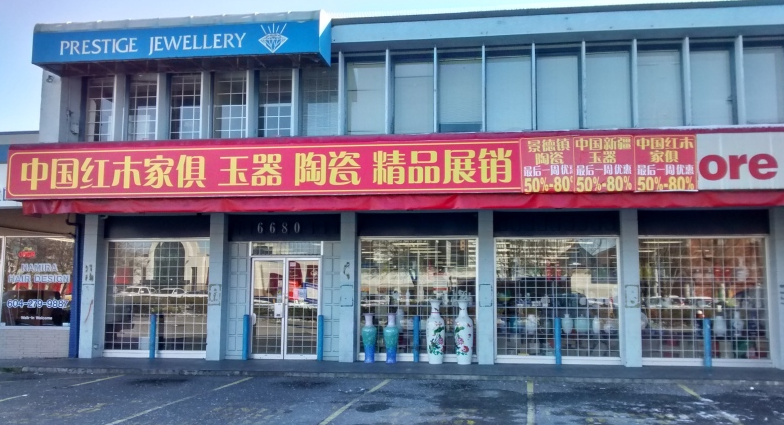 PRESTIGE JEWELLERY
中国红木家俱 玉器 陶瓷 精品展销
景德镇
陶瓷
最后一周优惠
50%-80%
中国新疆
玉器
最后一周优惠
50%-80%
中国红木
家俱
最后一周优惠
50%-80%
ore
6680
HAIR DESIGN